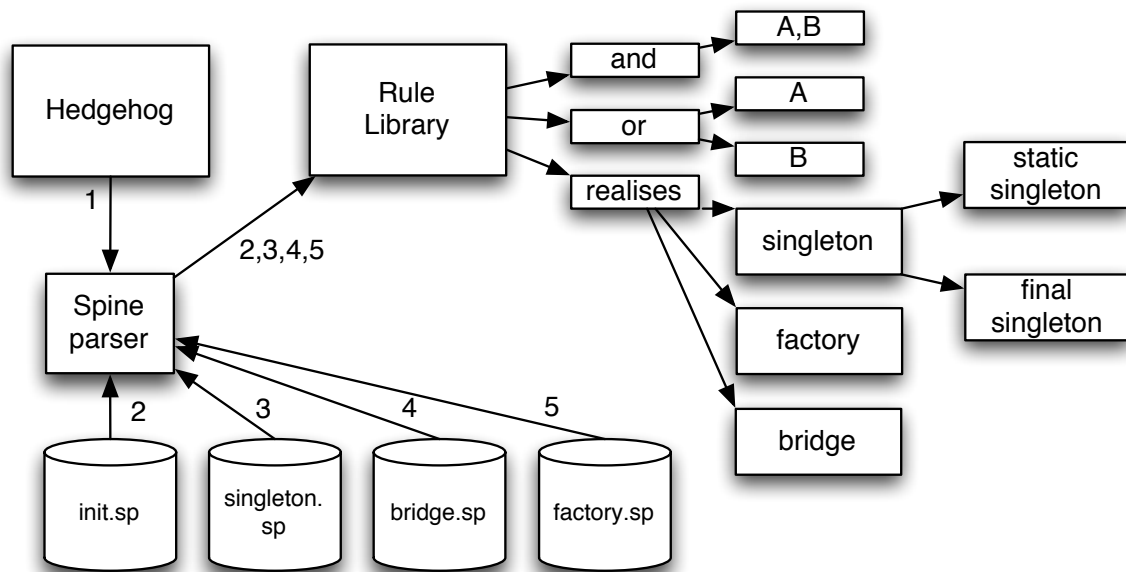 Hedgehog
Rule
Library
and
A,B
or
A
B
realises
singleton
static
singleton
final
singleton
factory
bridge
1
2,3,4,5
Spine
parser
2
3
4
5
init.sp
singleton.
sp
bridge.sp
factory.sp